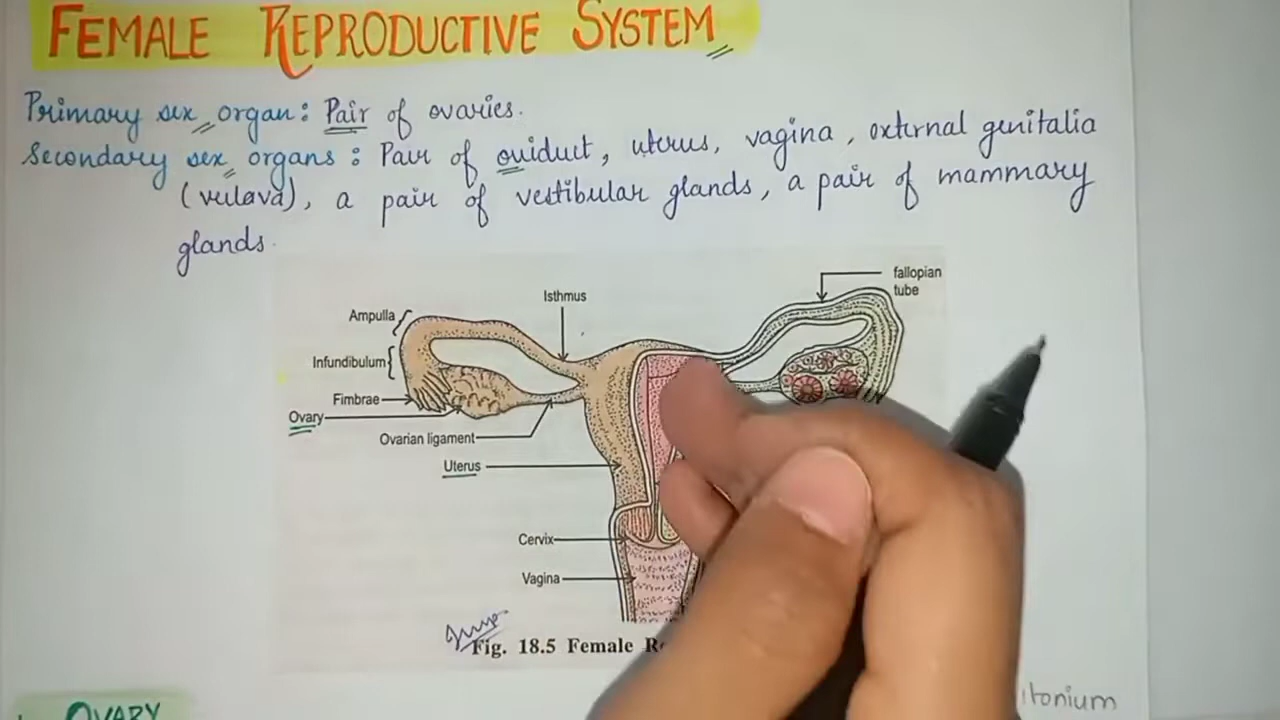 FEMALE REPRODUCTIVE SYSTEM
Primary sex organ: Pair of ovaries.
Secondary sex organs: Pair of oviduct, uterus, vagina, external genitalia
(vulava), a pair of vestibular glands, a pair of mammary
glands.
fallopian
tube
Isthmus
Ampulla
Infundibulum
Fimbrae
Ovary
Ovarian ligament
Uterus
Cervix
Vagina
Fig. 18.5 Female
OVARY